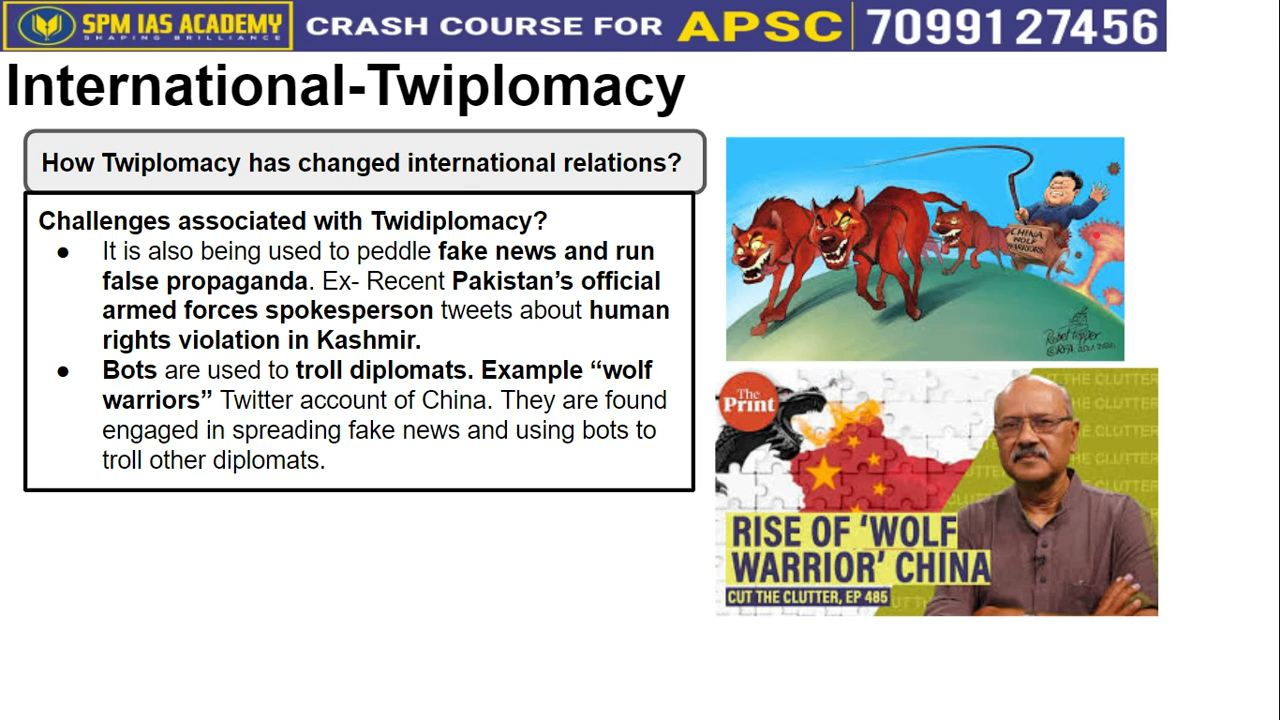 SPM IAS ACADEMY
SHAPING BRILLIANCE
CRASH COURSE FOR APSC 70991 27456
International-Twiplomacy
How Twiplomacy has changed international relations?
Challenges associated with Twidiplomacy?
● It is also being used to peddle fake news and run
false propaganda. Ex- Recent Pakistan’s official
armed forces spokesperson tweets about human
rights violation in Kashmir.
● Bots are used to troll diplomats. Example “wolf
warriors” Twitter account of China. They are found
engaged in spreading fake news and using bots to
troll other diplomats.
CHINA
WOLF
WARRIORS
The
Print
THE CLUTTER
RISE OF ‘WOLF
WARRIOR’ CHINA
CUT THE CLUTTER, EP 485